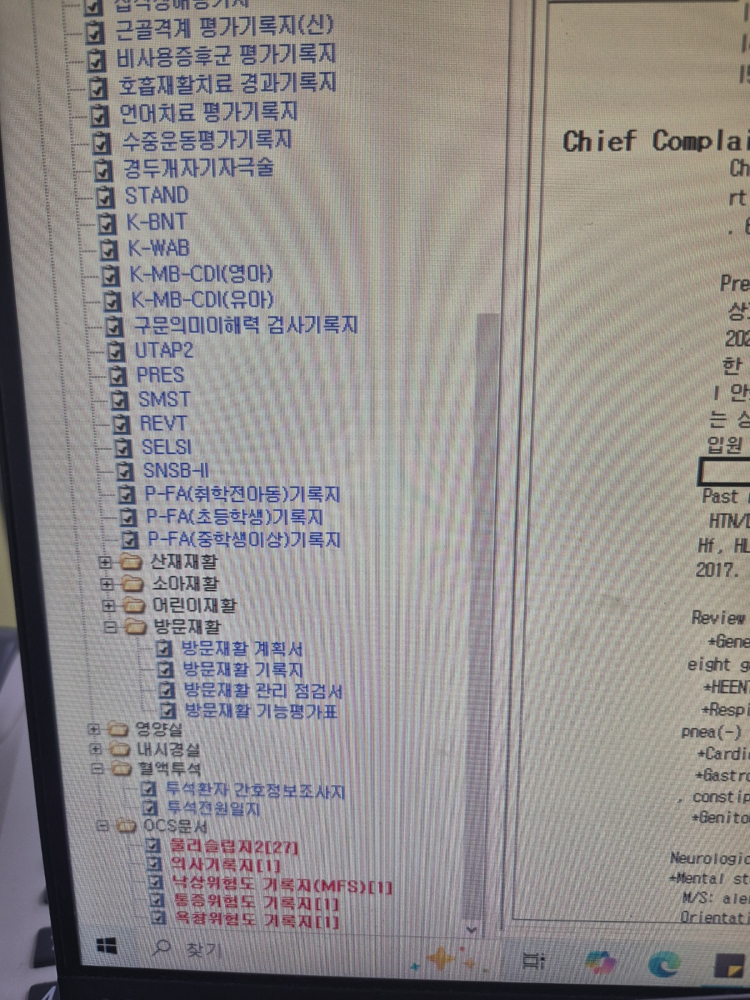 근골격계 평가기록지(신)
비사용증후군 평가기록지
호흡재활치료 경과기록지
언어치료 평가기록지
수중운동평가기록지
경두개자기자극술
STAND
K-BNT
K-WAB
K-MB-CDI(영아)
K-MB-CDI(유아)
구문의미이해력 검사기록지
UTAP2
PRES
SMST
REVT
SELSI
SNSB-II
P-FA(취학전아동)기록지
P-FA(초등학생)기록지
P-FA(중학생이상)기록지
산재재활
소아재활
어린이재활
방문재활
방문재활 계획서
방문재활 기록지
방문재활 관리 점검서
방문재활 기능평가표
영양실
내시경실
혈액투석
투석환자 간호정보조사지
투석전원일지
OCS문서
물리슬립지2[27]
의사기록지[1]
낙상위험도 기록지(MFS)[1]
통증위험도 기록지[1]
욕창위험도 기록지[1]
찾기
Chief Complai
Ch
rt
Pre
상
202
한
I 안
는
입원
Past
HTN/
Hf, HL
2017.
Review
+Gene
eight g
+HEENT
+Respi
pnea(-)
+Cardi
+Gastro
, constip
+Genito
Neurologic
+Mental st
M/S: aler
Orientati